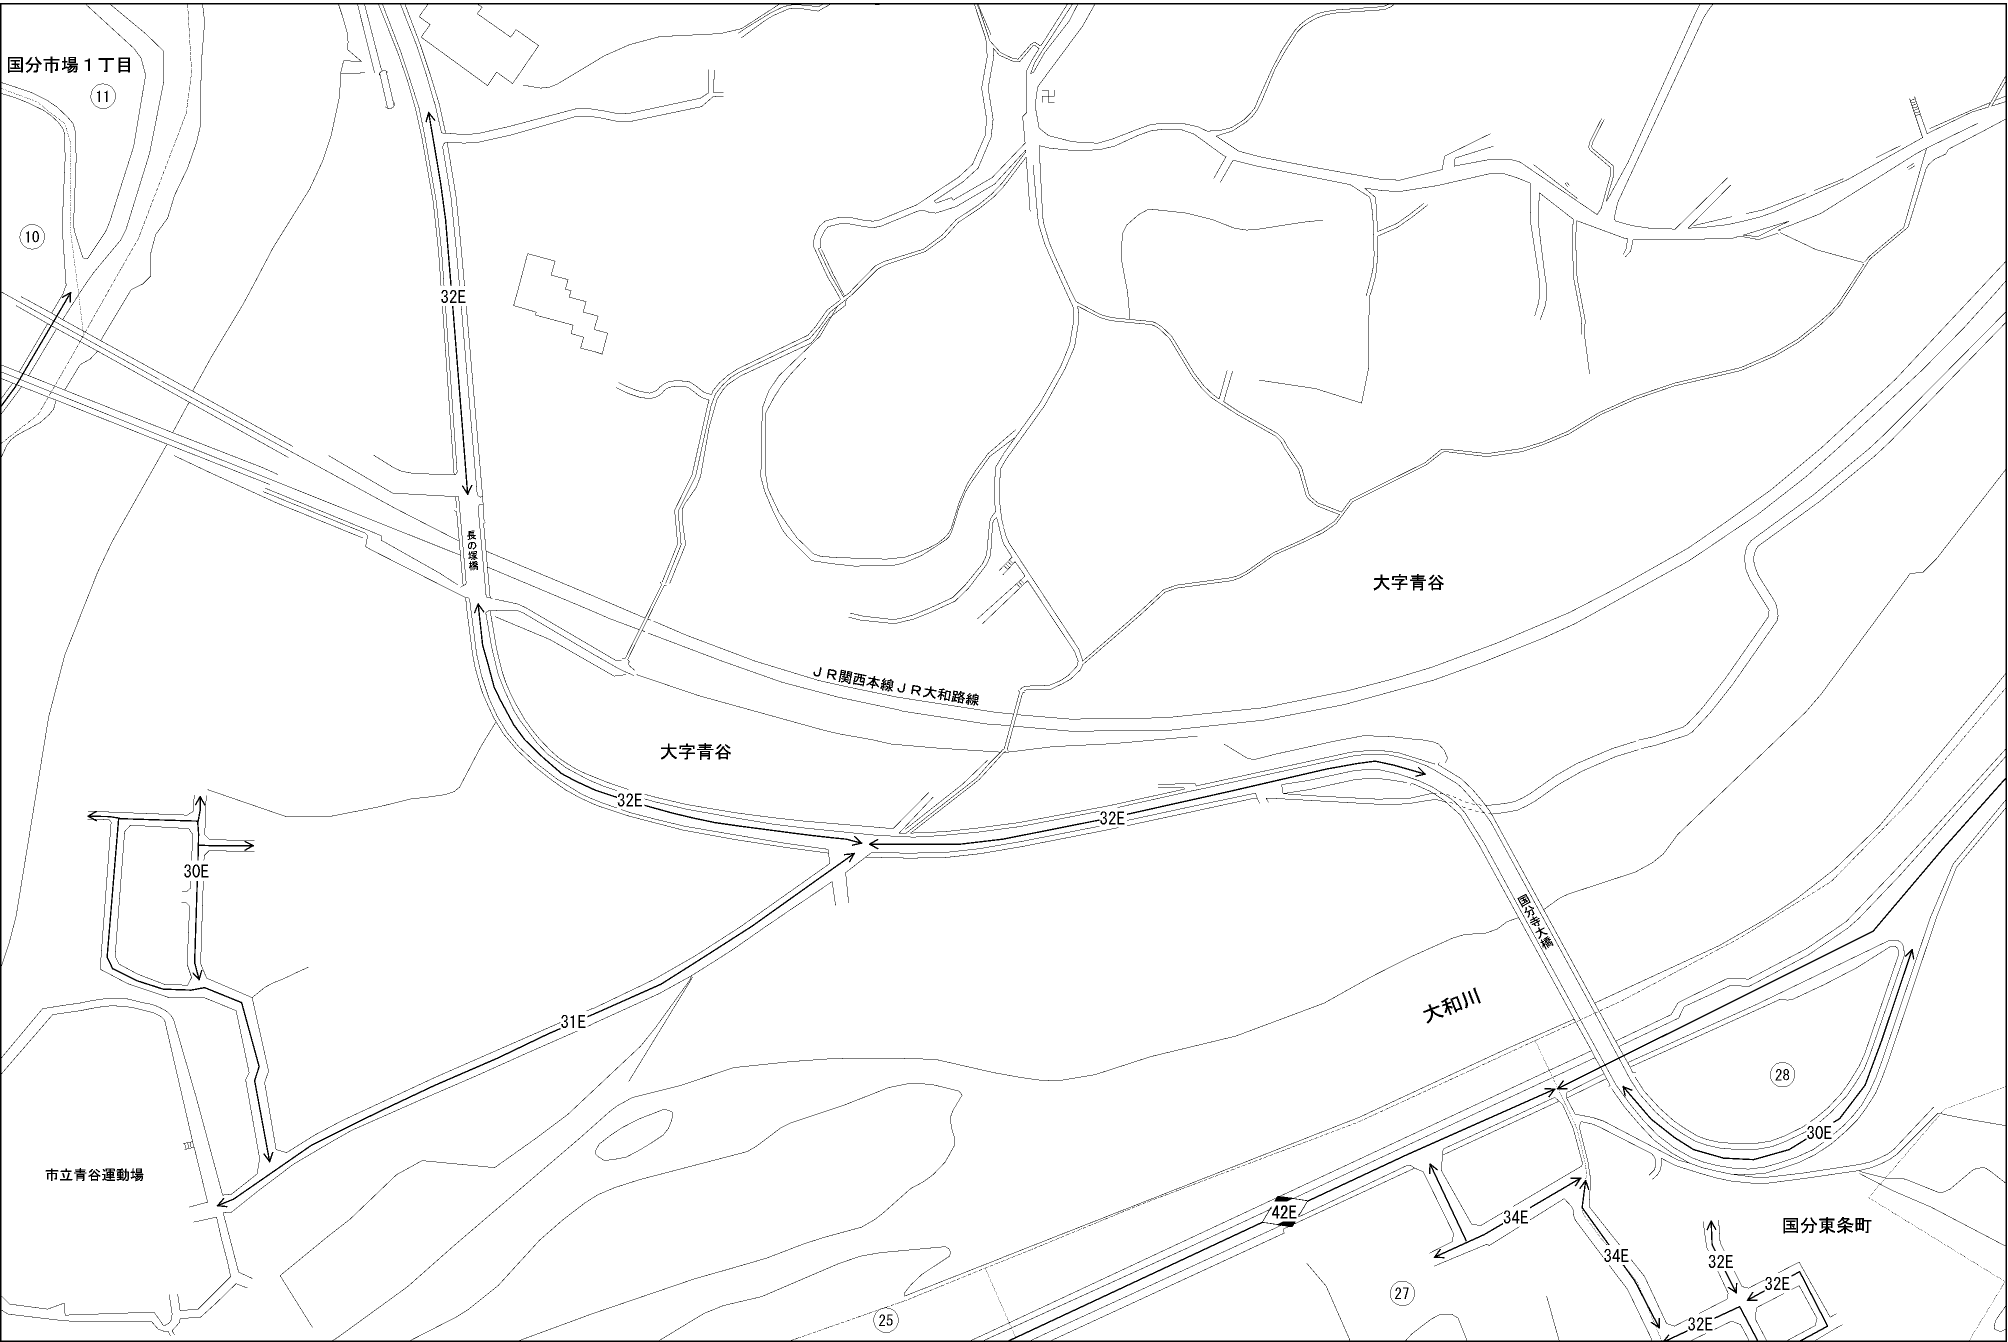 国分市場１丁目
11
10
32E
長の塚橋
大字青谷
ＪＲ関西本線ＪＲ大和路線
大字青谷
32E
32E
30E
国分寺大橋
大和川
31E
28
30E
市立青谷運動場
42E
34E
国分東条町
34E
32E
32E
27
25
32E